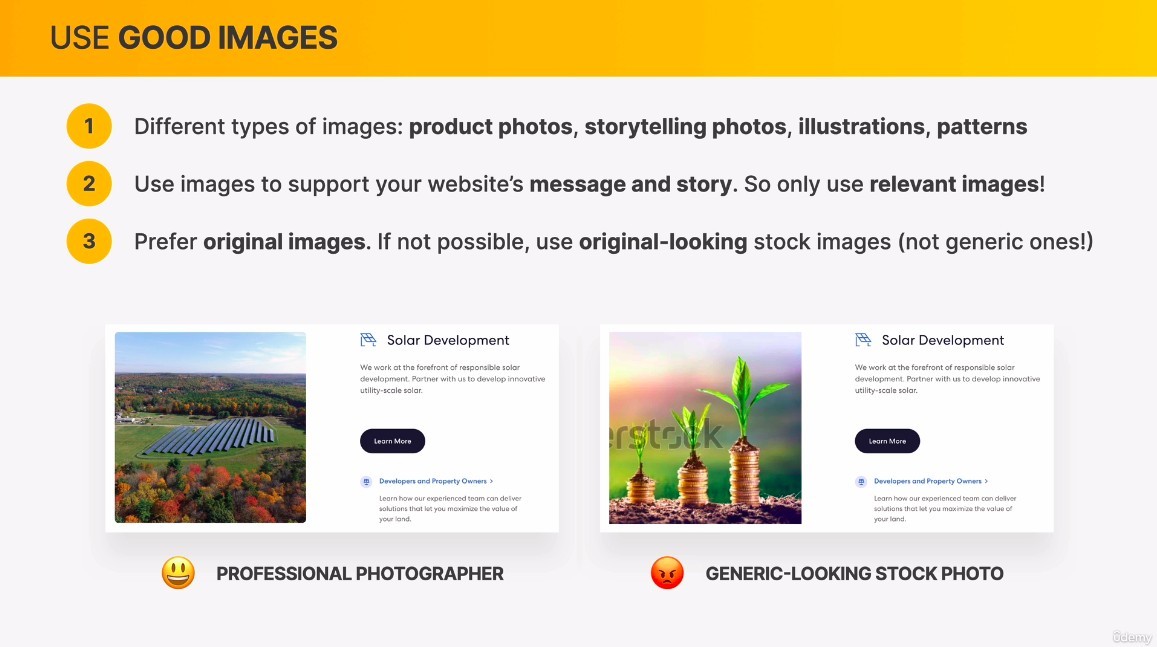 USE GOOD IMAGES
1
Different types of images: product photos, storytelling photos, illustrations, patterns
2
Use images to support your website’s message and story. So only use relevant images!
3
Prefer original images. If not possible, use original-looking stock images (not generic ones!)
Solar Development
We work at the forefront of responsible solar
development. Partner with us to develop innovative
utility-scale solar.
Learn More
Developers and Property Owners >
Learn how our experienced team can deliver
solutions that let you maximize the value of
your land.
PROFESSIONAL PHOTOGRAPHER
erstock
Solar Development
We work at the forefront of responsible solar
development. Partner with us to develop innovative
utility-scale solar.
Learn More
Developers and Property Owners >
Learn how our experienced team can deliver
solutions that let you maximize the value of
your land.
GENERIC-LOOKING STOCK PHOTO
ûdemy